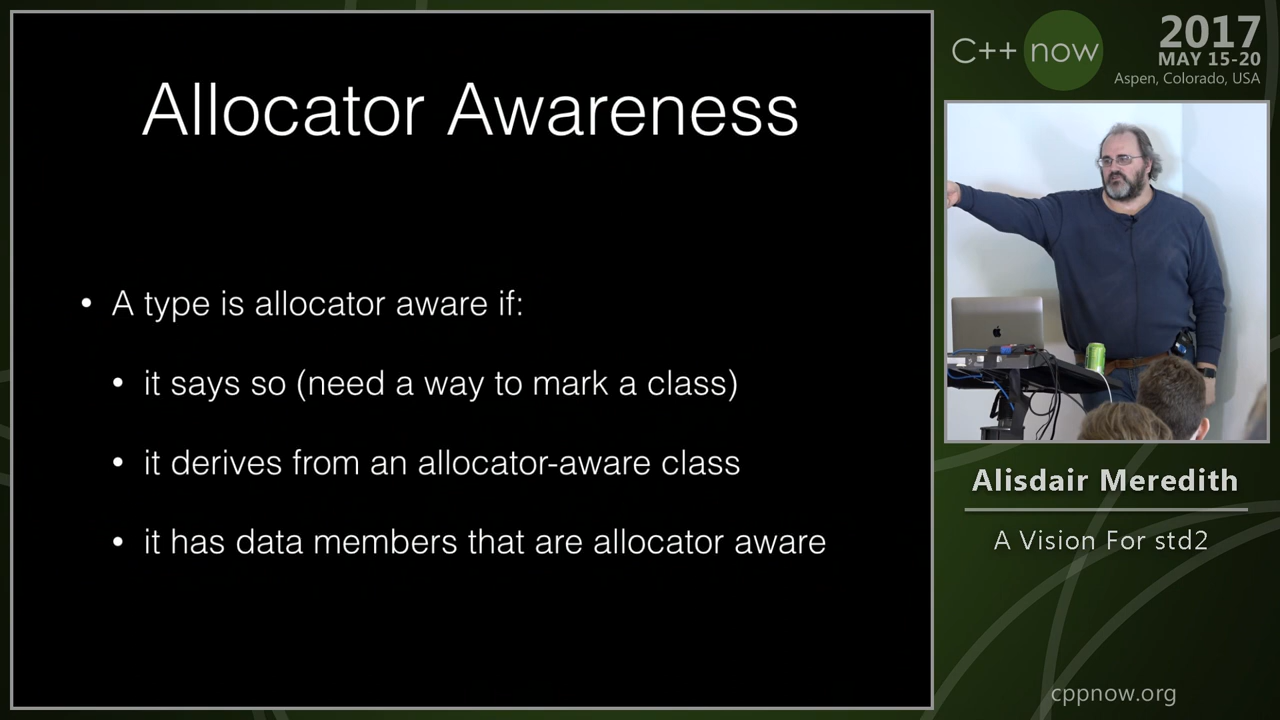 Allocator Awareness
• A type is allocator aware if:
• it says so (need a way to mark a class)
• it derives from an allocator-aware class
• it has data members that are allocator aware
C++ now
2017
MAY 15-20
Aspen, Colorado, USA
Alisdair Meredith
A Vision For std2
cppnow.org